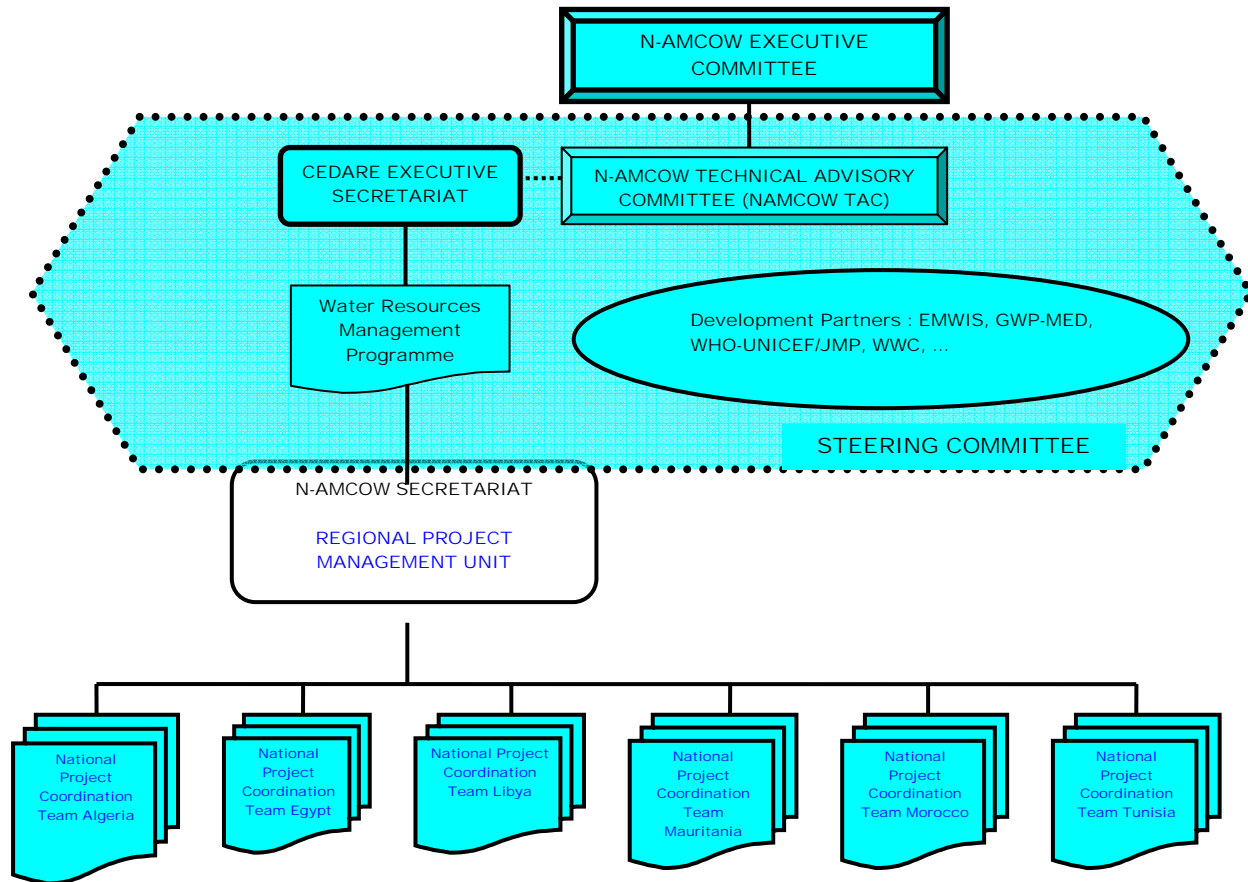 N-AMCOW EXECUTIVE
COMMITTEE
CEDARE EXECUTIVE
SECRETARIAT
N-AMCOW TECHNICAL ADVISORY
COMMITTEE (NAMCOW TAC)
Water Resources
Management
Programme
Development Partners : EMWIS, GWP-MED,
WHO-UNICEF/JMP, WWC, ...
STEERING COMMITTEE
N-AMCOW SECRETARIAT
REGIONAL PROJECT
MANAGEMENT UNIT
National
Project
Coordination
Team Algeria
National
Project
Coordination
Team Egypt
National Project
Coordination
Team Libya
National
Project
Coordination
Team
Mauritania
National
Project
Coordination
Team Morocco
National
Project
Coordination
Team Tunisia